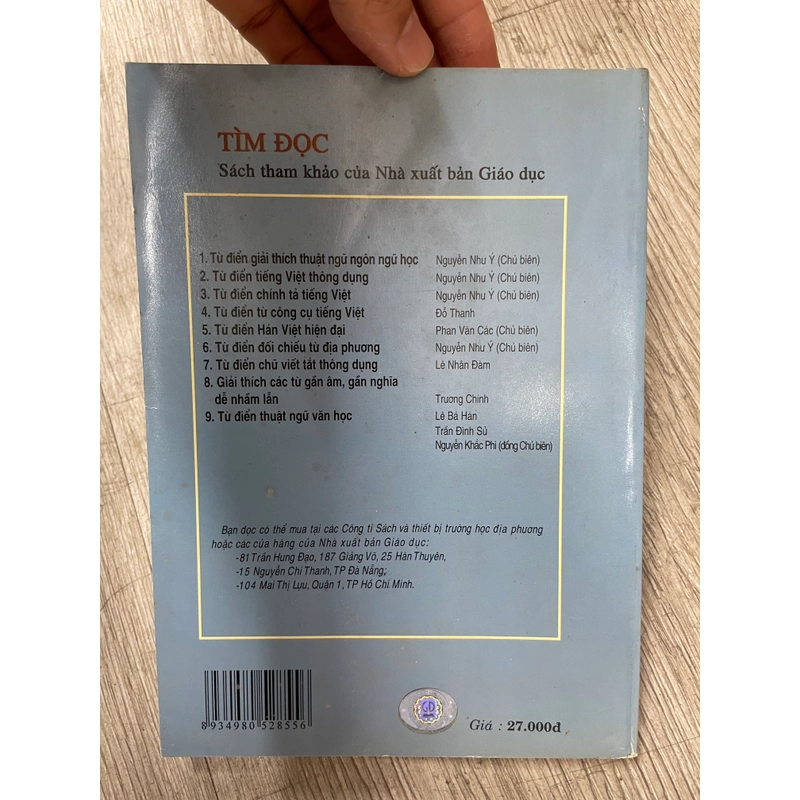 TÌM ĐỌC
Sách tham khảo của Nhà xuất bản Giáo dục
1. Từ điển giải thích thuật ngữ ngôn ngữ học Nguyễn Như Ý (Chủ biên)
2. Từ điển tiếng Việt thông dụng Nguyễn Như Ý (Chủ biên)
3. Từ điển chính tả tiếng Việt Nguyễn Như Ý (Chủ biên)
4. Từ điển từ công cụ tiếng Việt Đỗ Thanh
5. Từ điển Hán Việt hiện đại Phan Văn Các (Chủ biên)
6. Từ điển đối chiếu từ địa phương Nguyễn Như Ý (Chủ biên)
7. Từ điển chữ viết tắt thông dụng Lê Nhân Đàm
8. Giải thích các từ gần âm, gần nghĩa
dễ nhầm lẫn Trương Chính
9. Từ điển thuật ngữ văn học Lê Bá Hán
Trần Đình Sử
Nguyễn Khắc Phi (đồng Chủ biên)
Bạn đọc có thể mua tại các Công ti Sách và thiết bị trường học địa phương
hoặc các cửa hàng của Nhà xuất bản Giáo dục:
-81 Trần Hưng Đạo, 187 Giảng Võ, 25 Hàn Thuyên,
-15 Nguyễn Chí Thanh, TP Đà Nẵng;
-104 Mai Thị Lựu, Quận 1, TP Hồ Chí Minh.
8 934980 528556
GD
Giá : 27.000đ